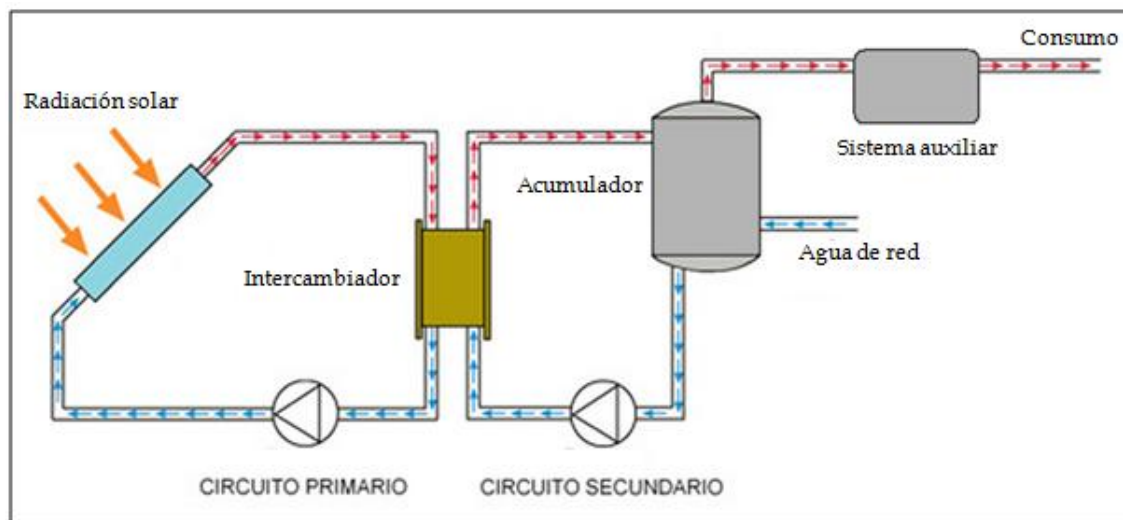 Consumo
Radiación solar
Sistema auxiliar
Acumulador
Agua de red
Intercambiador
CIRCUITO PRIMARIO
CIRCUITO SECUNDARIO